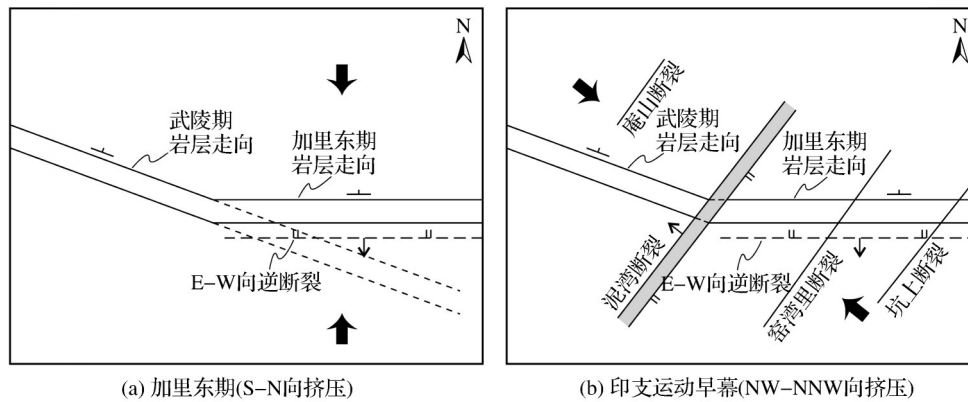 N
武陵期
岩层走向
加里东期
岩层走向
E-W向逆断裂
(a) 加里东期(S-N向挤压)
N
庵山断裂
武陵期
岩层走向
加里东期
岩层走向
泥湾断裂
E-W向逆断裂
窑湾里断裂
坑上断裂
(b) 印支运动早幕(NW-NNW向挤压)